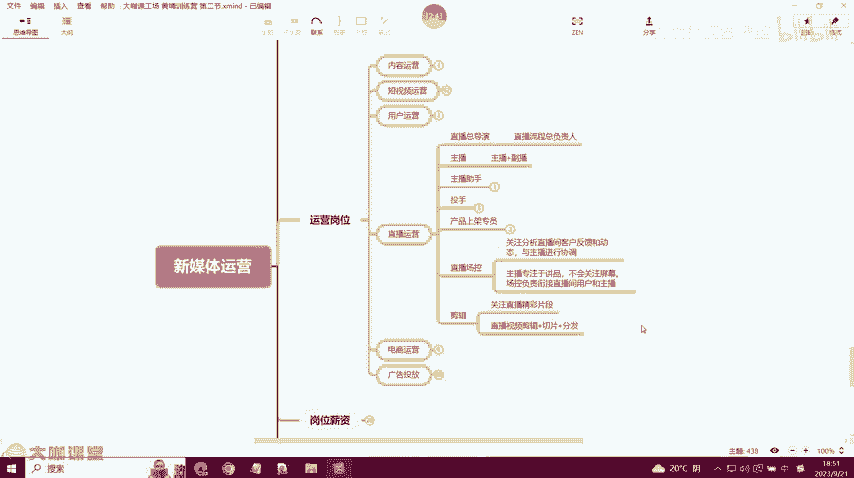 文件 编辑 插入 查看 帮助 大咖源工场 黄埔训练营 第二节.xmind - 已编辑
思维导图
大纲
联系
ZEN
分享
内容运营
短视频运营
用户运营
直播总导演 直播流程总负责人
主播 主播+副播
主播助手
投手
产品上架专员
运营岗位
直播运营
关注分析直播间客户反馈和动
态，与主播进行协调
直播场控
主播专注于讲品，不会关注屏幕。
场控负责衔接直播间用户和主播
新媒体运营
剪辑
关注直播精彩片段
直播视频剪辑+切片+分发
电商运营
广告投放
岗位薪资
大咖课堂
主题: 438
100%
搜索
20°C 阴
中
18:51
2023/9/21